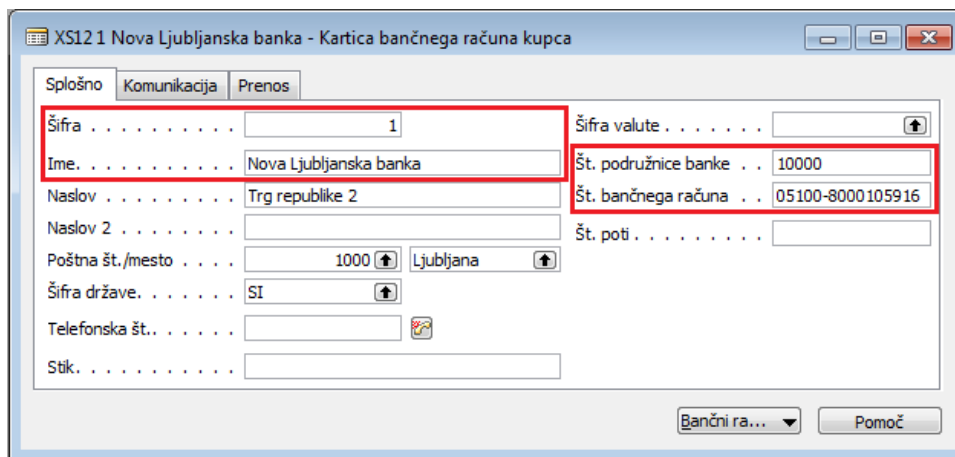 XS12 1 Nova Ljubljanska banka - Kartica bančnega računa kupca
Splošno Komunikacija Prenos
Šifra . . . . . . . . . . 1
Ime. . . . . . . . . . . Nova Ljubljanska banka
Naslov . . . . . . . . . Trg republike 2
Naslov 2 . . . . . . . .
Poštna št./mesto . . . . 1000 Ljubljana
Šifra države. . . . . . . SI
Telefonska št.. . . . . .
Stik. . . . . . . . . . .
Šifra valute . . . . . . .
Št. podružnice banke . . 10000
Št. bančnega računa . . 05100-8000105916
Št. poti . . . . . . . . .
Bančni ra... Pomoč